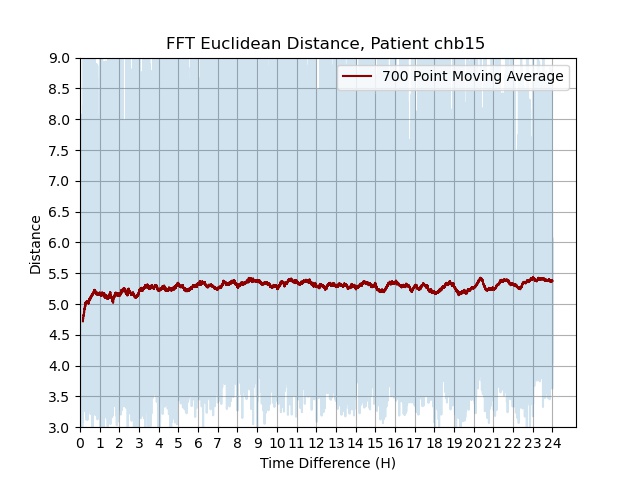 FFT Euclidean Distance, Patient chb15
700 Point Moving Average
9.0
8.5
8.0
7.5
7.0
6.5
6.0
5.5
5.0
4.5
4.0
3.5
3.0
Distance
0 1 2 3 4 5 6 7 8 9 10 11 12 13 14 15 16 17 18 19 20 21 22 23 24
Time Difference (H)